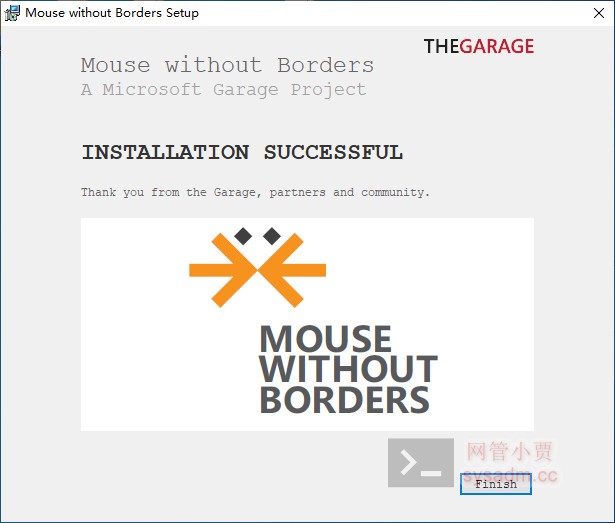 Mouse without Borders Setup
THEGARAGE
Mouse without Borders
A Microsoft Garage Project
INSTALLATION SUCCESSFUL
Thank you from the Garage, partners and community.
MOUSE
WITHOUT
BORDERS
网管小贾
sysadm.cc
Finish